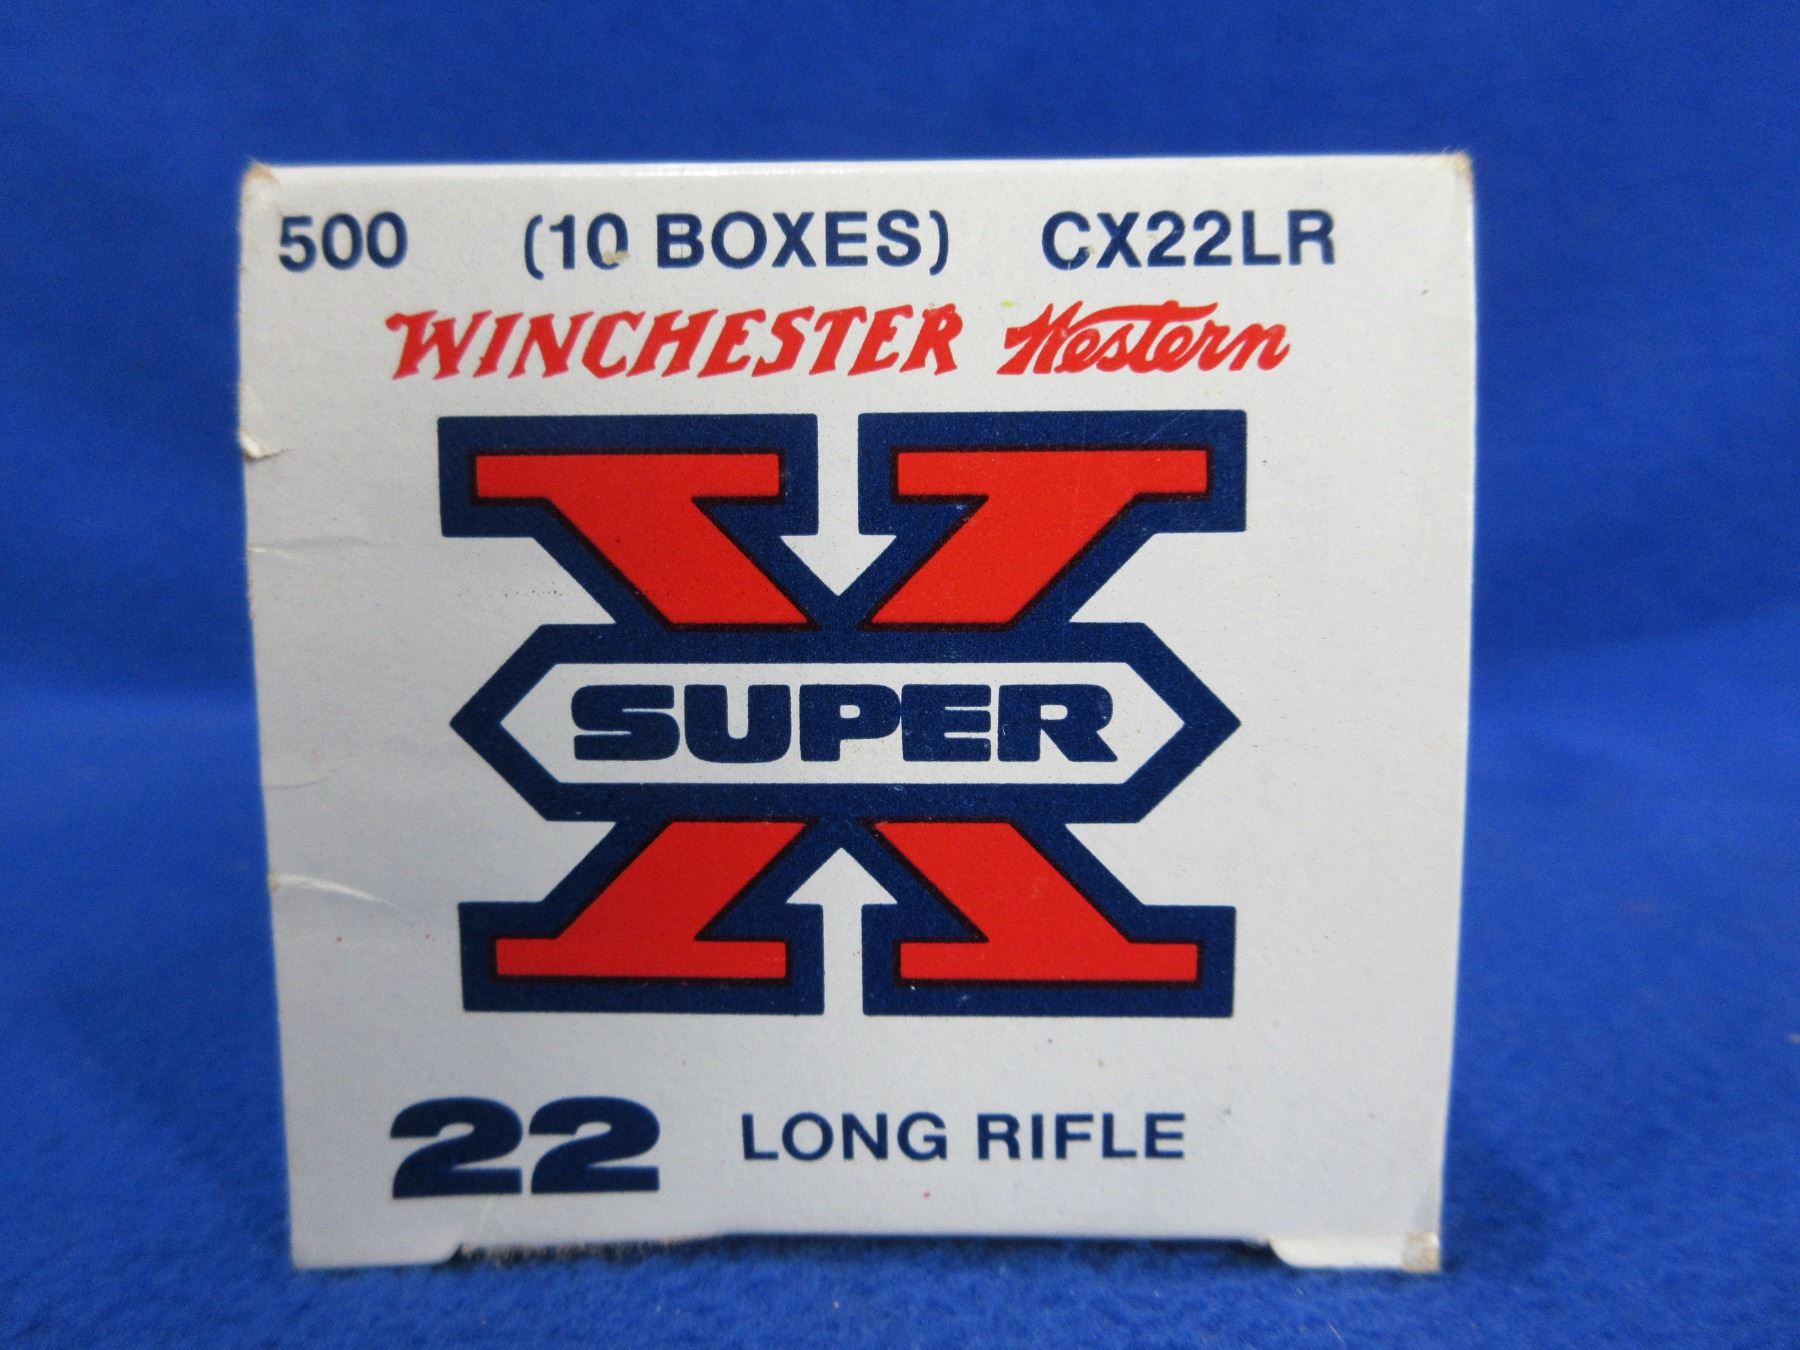 500 (10 BOXES) CX22LR
WINCHESTER Western
X
SUPER
22 LONG RIFLE